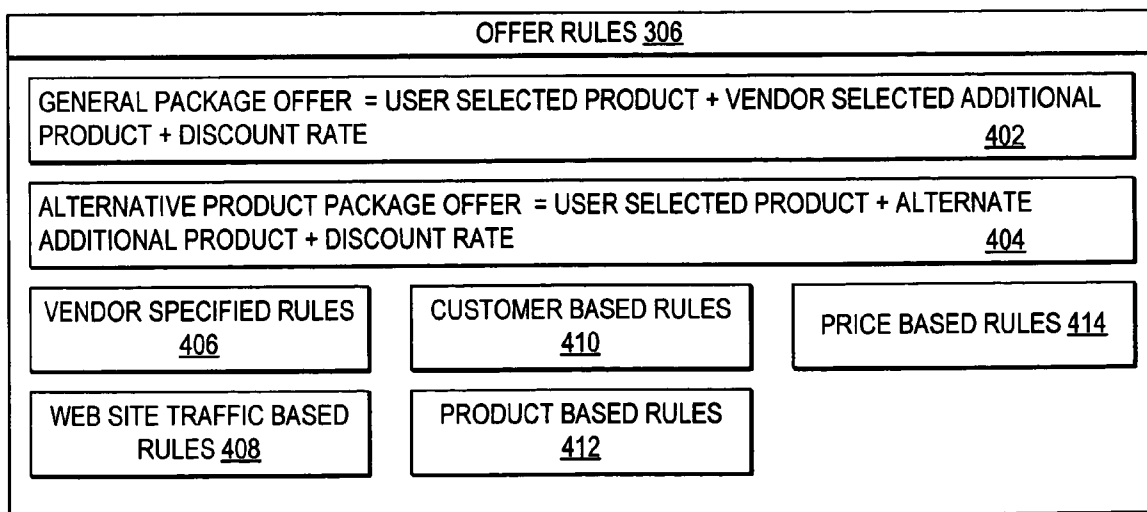 OFFER RULES 306
GENERAL PACKAGE OFFER = USER SELECTED PRODUCT + VENDOR SELECTED ADDITIONAL
PRODUCT + DISCOUNT RATE 402
ALTERNATIVE PRODUCT PACKAGE OFFER = USER SELECTED PRODUCT + ALTERNATE
ADDITIONAL PRODUCT + DISCOUNT RATE 404
VENDOR SPECIFIED RULES
406
CUSTOMER BASED RULES
410
PRICE BASED RULES 414
WEB SITE TRAFFIC BASED
RULES 408
PRODUCT BASED RULES
412